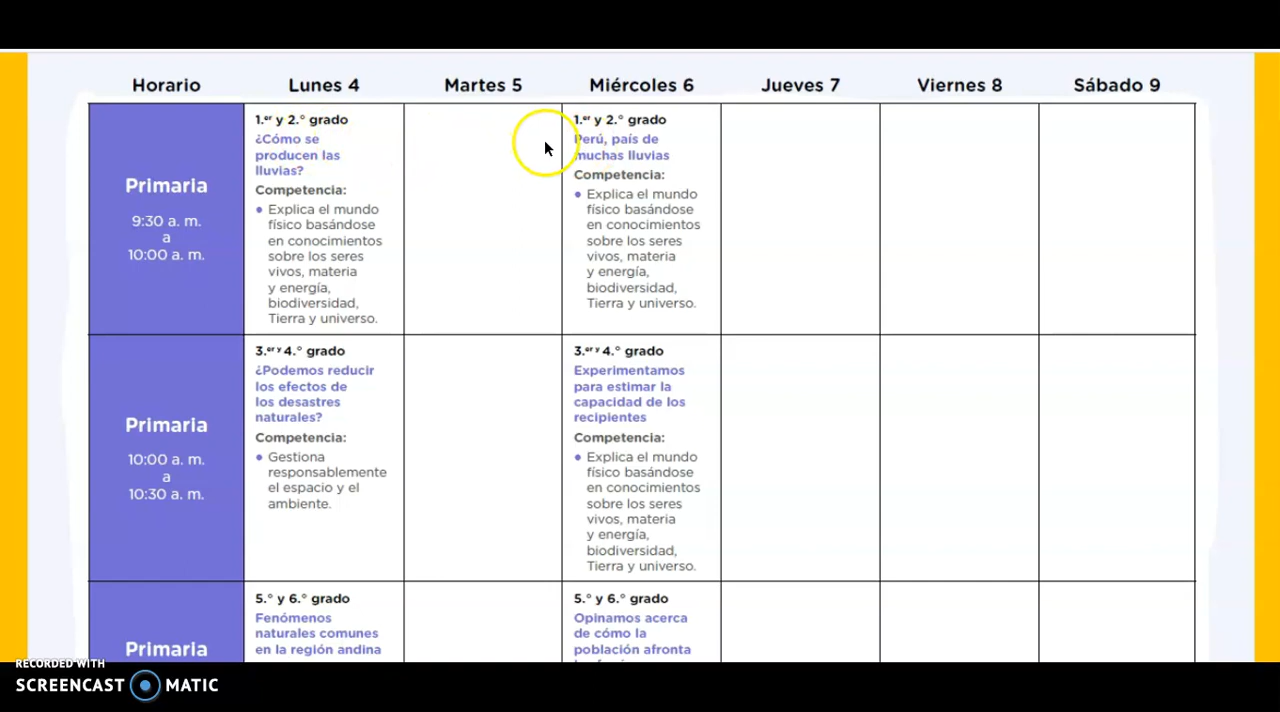 Horario Lunes 4 Martes 5 Miércoles 6 Jueves 7 Viernes 8 Sábado 9
Primaria
9:30 a. m.
a
10:00 a. m.
1.er y 2.° grado
¿Cómo se
producen las
lluvias?
Competencia:
• Explica el mundo
físico basándose
en conocimientos
sobre los seres
vivos, materia
y energía,
biodiversidad,
Tierra y universo.
1.er y 2.° grado
Perú, país de
muchas lluvias
Competencia:
• Explica el mundo
físico basándose
en conocimientos
sobre los seres
vivos, materia
y energía,
biodiversidad,
Tierra y universo.
Primaria
10:00 a. m.
a
10:30 a. m.
3.er y 4.° grado
¿Podemos reducir
los efectos de
los desastres
naturales?
Competencia:
• Gestiona
responsablemente
el espacio y el
ambiente.
3.er y 4.° grado
Experimentamos
para estimar la
capacidad de los
recipientes
Competencia:
• Explica el mundo
físico basándose
en conocimientos
sobre los seres
vivos, materia
y energía,
biodiversidad,
Tierra y universo.
Primaria
5.° y 6.° grado
Fenómenos
naturales comunes
en la región andina
5.° y 6.° grado
Opinamos acerca
de cómo la
población afronta
RECORDED WITH
SCREENCAST MATIC